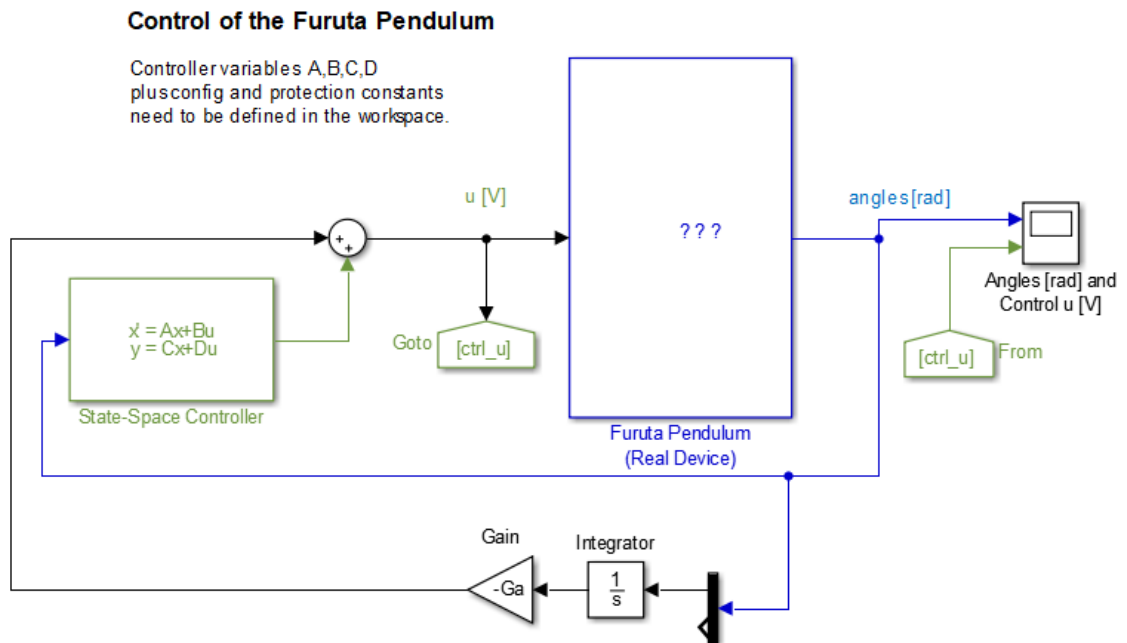 Control of the Furuta Pendulum
Controller variables A,B,C,D
plusconfig and protection constants
need to be defined in the workspace.
u [V]
angles[rad]
+
+
? ? ?
Angles [rad] and
Control u [V]
x' = Ax+Bu
y = Cx+Du
State-Space Controller
Goto
[ctrl_u]
[ctrl_u]
From
Furuta Pendulum
(Real Device)
Gain
Integrator
-Ga
1
s